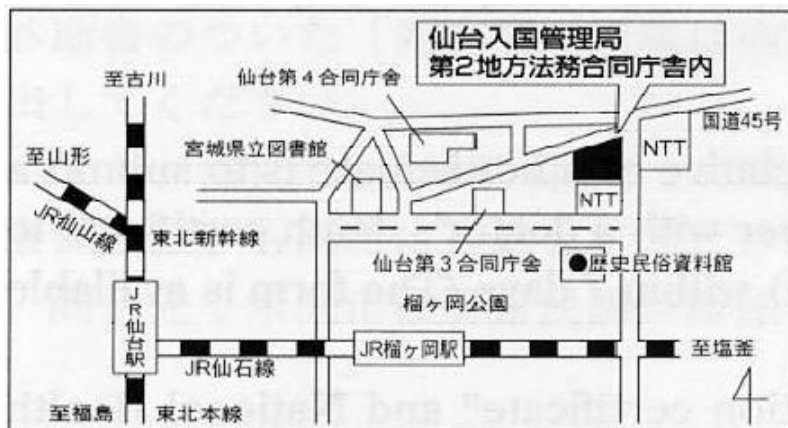 仙台入国管理局
第2地方法務合同庁舎内
至古川
仙台第4合同庁舎
国道45号
宮城県立図書館
NTT
至山形
NTT
JR仙山線
東北新幹線
仙台第3合同庁舎
●歴史民俗資料館
榴ヶ岡公園
JR仙台駅
JR仙石線
JR榴ヶ岡駅
至塩釜
至福島
東北本線